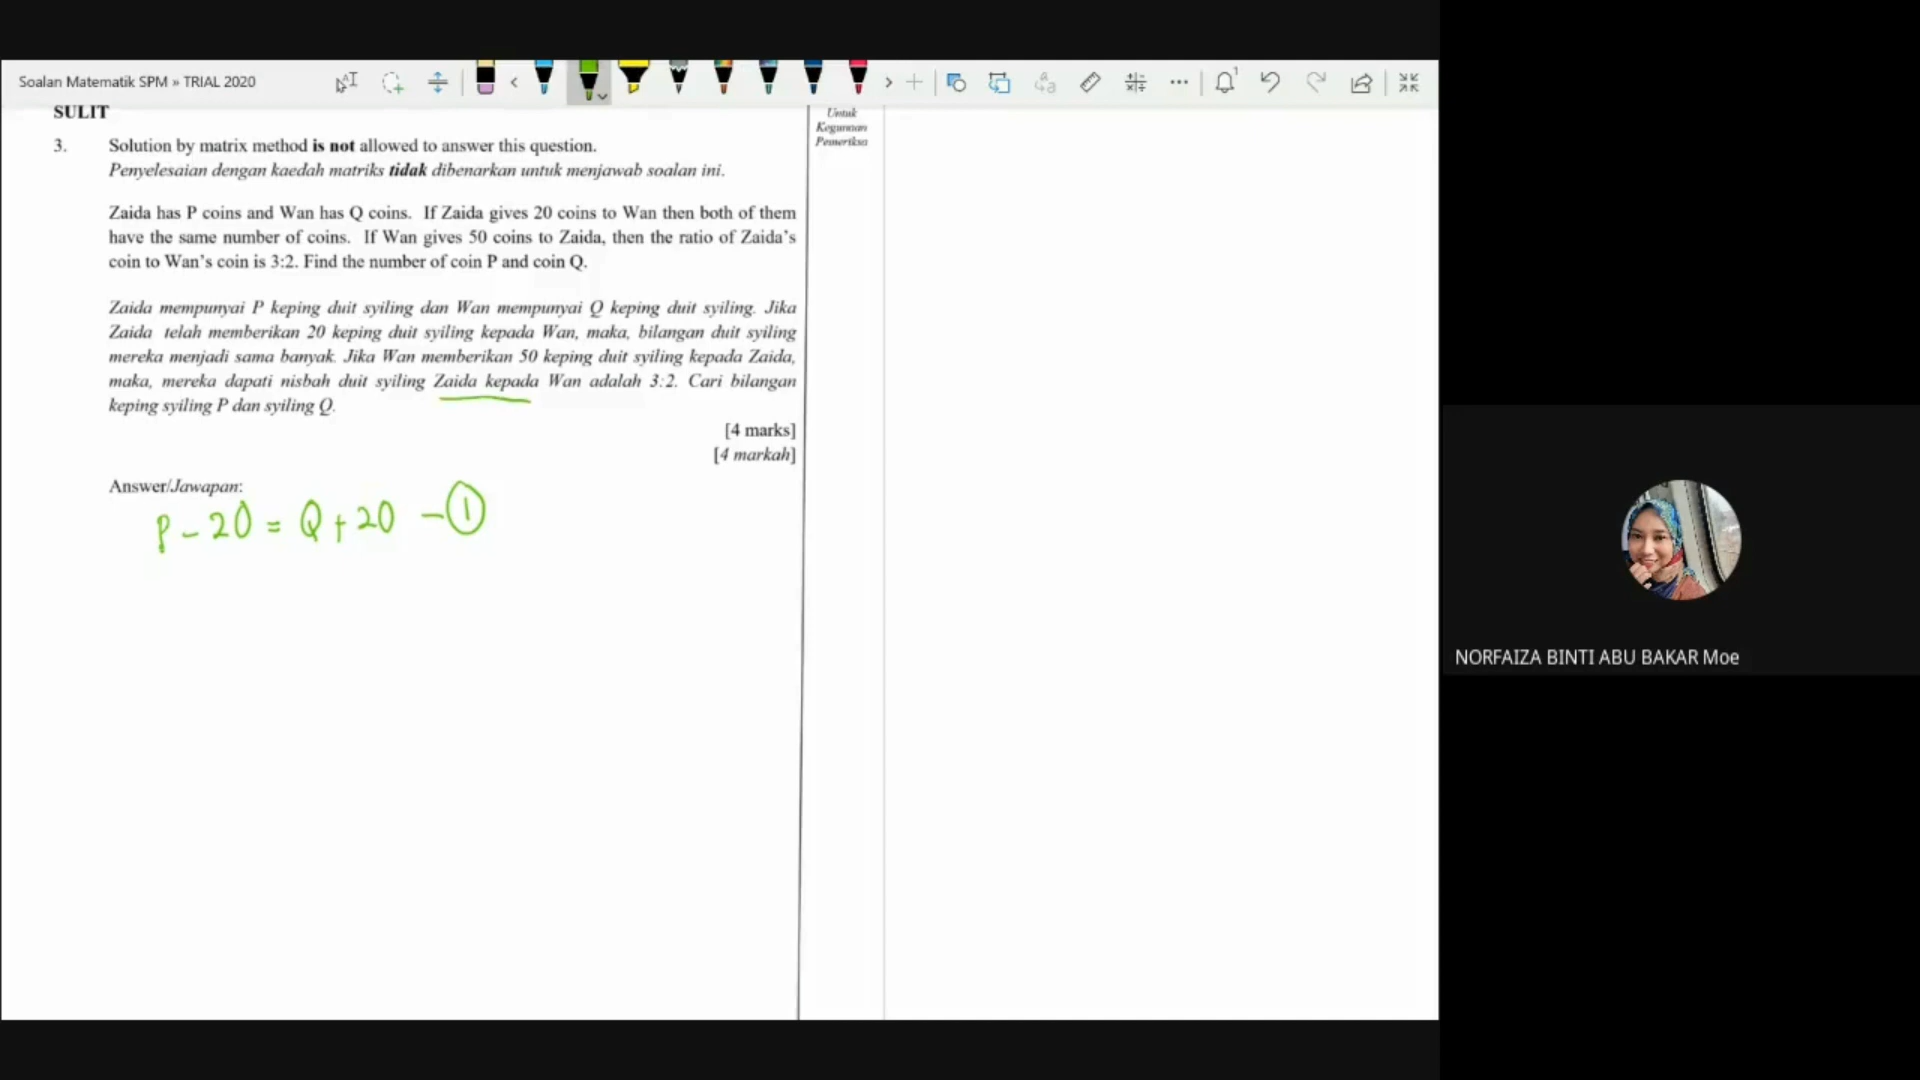 Soalan Matematik SPM » TRIAL 2020
SULIT
Untuk
Kegunaan
Pemeriksa
3. Solution by matrix method is not allowed to answer this question.
Penyelesaian dengan kaedah matriks tidak dibenarkan untuk menjawab soalan ini.
Zaida has P coins and Wan has Q coins. If Zaida gives 20 coins to Wan then both of them
have the same number of coins. If Wan gives 50 coins to Zaida, then the ratio of Zaida's
coin to Wan's coin is 3:2. Find the number of coin P and coin Q.
Zaida mempunyai P keping duit syiling dan Wan mempunyai Q keping duit syiling. Jika
Zaida telah memberikan 20 keping duit syiling kepada Wan, maka, bilangan duit syiling
mereka menjadi sama banyak. Jika Wan memberikan 50 keping duit syiling kepada Zaida,
maka, mereka dapati nisbah duit syiling Zaida kepada Wan adalah 3:2. Cari bilangan
keping syiling P dan syiling Q.
[4 marks]
[4 markah]
Answer/Jawapan:
P - 20 = Q + 20 - ①
NORFAIZA BINTI ABU BAKAR Moe